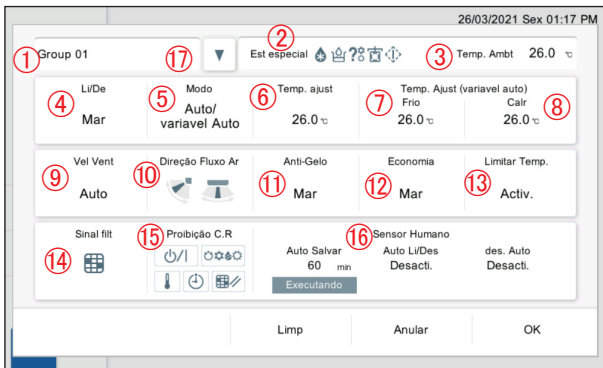 26/03/2021 Sex 01:17 PM
① Group 01 ⑰ ▼ ② Est especial ③ Temp. Ambt 26.0 °C
④ Li/De
Mar
⑤ Modo
Auto/
variavel Auto
⑥ Temp. ajust
26.0 °C
Temp. Ajust (variavel auto)
⑦ Frio
26.0 °C
⑧ Calr
26.0 °C
⑨ Vel Vent
Auto
⑩ Direção Fluxo Ar
⑪ Anti-Gelo
Mar
⑫ Economia
Mar
⑬ Limitar Temp.
Activ.
⑭ Sinal filt
⑮ Proibição C.R
⑯ Sensor Humano
Auto Salvar
60 min
Executando
Auto Li/Des
Desacti.
des. Auto
Desacti.
Limp Anular OK